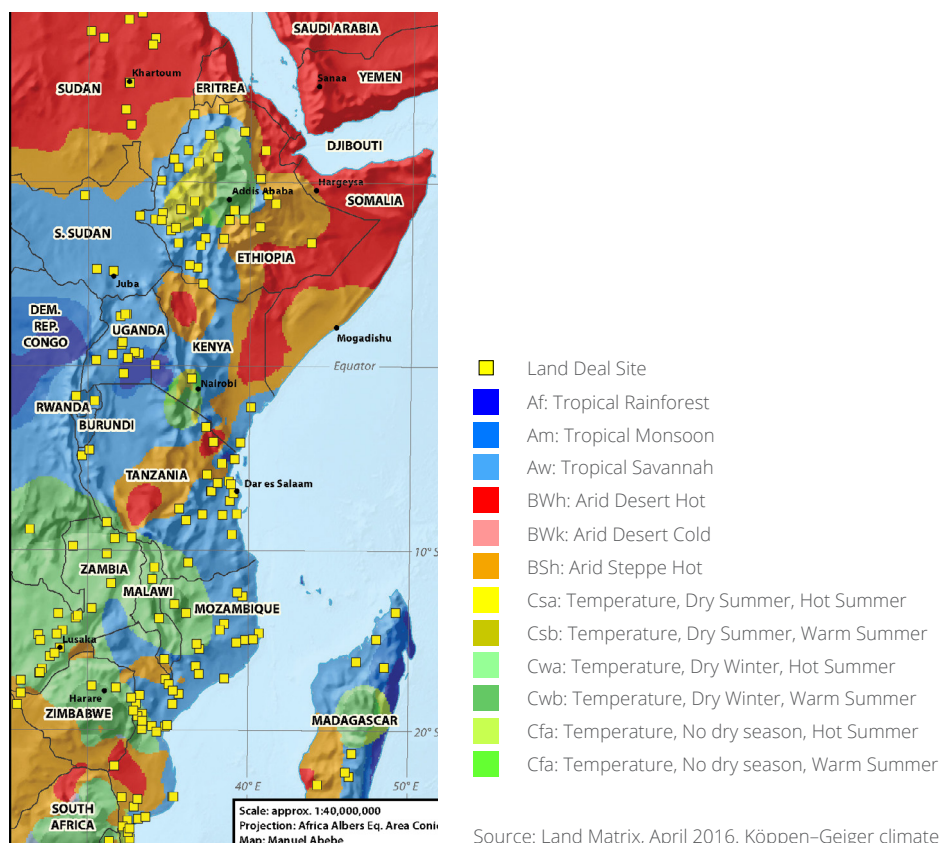 SAUDI ARABIA
Khartoum
Sanaa
YEMEN
SUDAN
ERITREA
DJIBOUTI
Addis Ababa
Hargeysa
SOMALIA
S. SUDAN
ETHIOPIA
Juba
DEM.
REP.
CONGO
UGANDA
KENYA
Mogadishu
Equator
Nairobi
RWANDA
BURUNDI
TANZANIA
Dar es Salaam
10° S
ZAMBIA
MALAWI
MOZAMBIQUE
Lusaka
Harare
ZIMBABWE
MADAGASCAR
20° S
40° E
50° E
SOUTH
AFRICA
Scale: approx. 1:40,000,000
Projection: Africa Albers Eq. Area Conic
Map: Manuel Abebe
Land Deal Site
Af: Tropical Rainforest
Am: Tropical Monsoon
Aw: Tropical Savannah
BWh: Arid Desert Hot
BWk: Arid Desert Cold
BSh: Arid Steppe Hot
Csa: Temperature, Dry Summer, Hot Summer
Csb: Temperature, Dry Summer, Warm Summer
Cwa: Temperature, Dry Winter, Hot Summer
Cwb: Temperature, Dry Winter, Warm Summer
Cfa: Temperature, No dry season, Hot Summer
Cfa: Temperature, No dry season, Warm Summer
Source: Land Matrix, April 2016. Köppen–Geiger climate